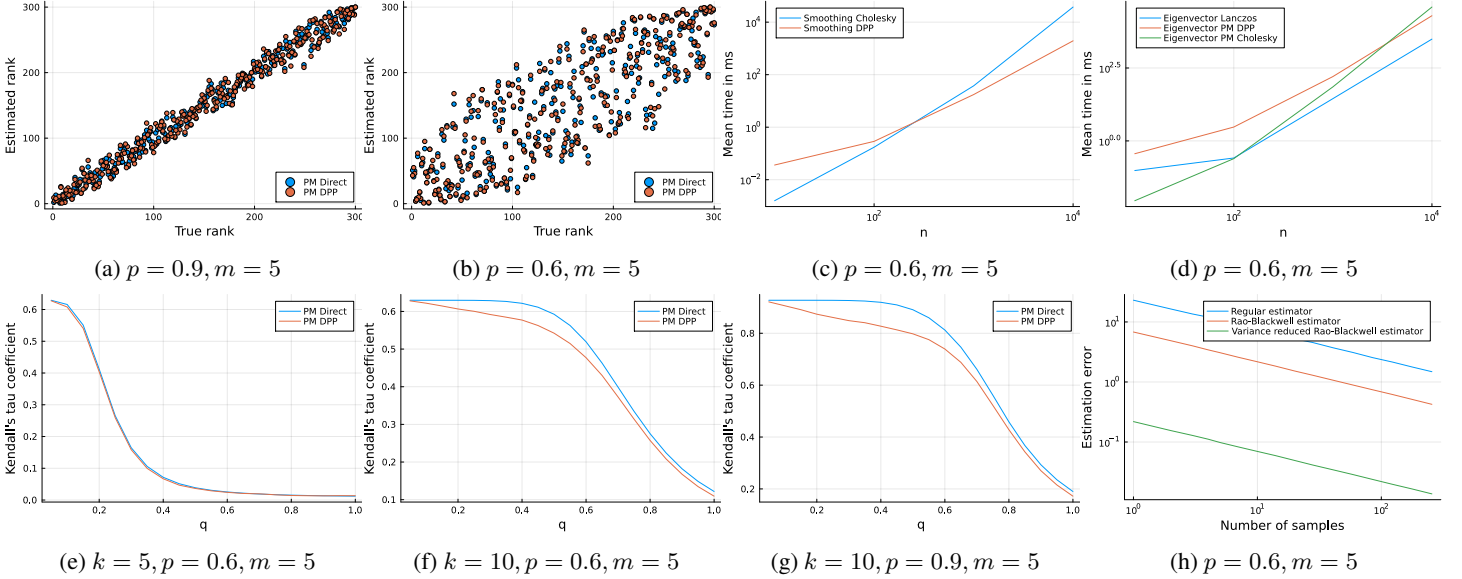 Estimated rank
300
200
100
0
0
100
200
300
True rank
PM Direct
PM DPP
(a) p = 0.9, m = 5
Estimated rank
300
200
100
0
0
100
200
300
True rank
PM Direct
PM DPP
(b) p = 0.6, m = 5
Mean time in ms
10^4
10^2
10^0
10^-2
10^2
10^4
n
Smoothing Cholesky
Smoothing DPP
(c) p = 0.6, m = 5
Mean time in ms
10^2.5
10^0.0
10^2
10^4
n
Eigenvector Lanczos
Eigenvector PM DPP
Eigenvector PM Cholesky
(d) p = 0.6, m = 5
Kendall's tau coefficient
0.6
0.5
0.4
0.3
0.2
0.1
0.0
0.2
0.4
0.6
0.8
1.0
q
PM Direct
PM DPP
(e) k = 5, p = 0.6, m = 5
Kendall's tau coefficient
0.6
0.5
0.4
0.3
0.2
0.1
0.2
0.4
0.6
0.8
1.0
q
PM Direct
PM DPP
(f) k = 10, p = 0.6, m = 5
Kendall's tau coefficient
0.8
0.6
0.4
0.2
0.2
0.4
0.6
0.8
1.0
q
PM Direct
PM DPP
(g) k = 10, p = 0.9, m = 5
Estimation error
10^1
10^0
10^-1
10^0
10^1
10^2
Number of samples
Regular estimator
Rao-Blackwell estimator
Variance reduced Rao-Blackwell estimator
(h) p = 0.6, m = 5